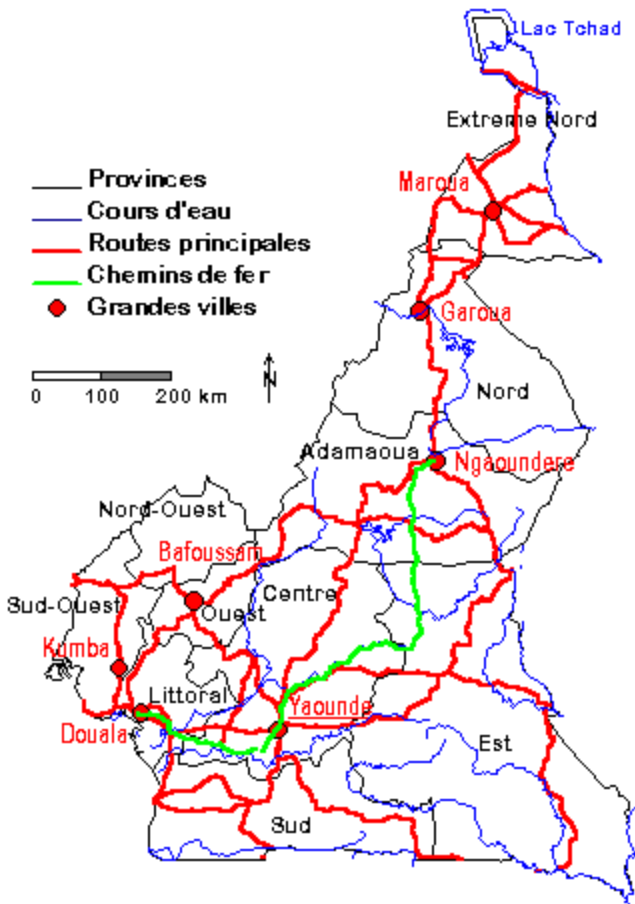 Lac Tchad
Extreme Nord
Provinces
Maroua
Cours d'eau
Routes principales
Chemins de fer
Grandes villes
Garoua
N
0 100 200 km
Nord
Adamaoua
Ngaoundere
Nord-Ouest
Bafoussam
Sud-Ouest
Centre
Ouest
Kumba
Littoral
Yaounde
Douala
Est
Sud